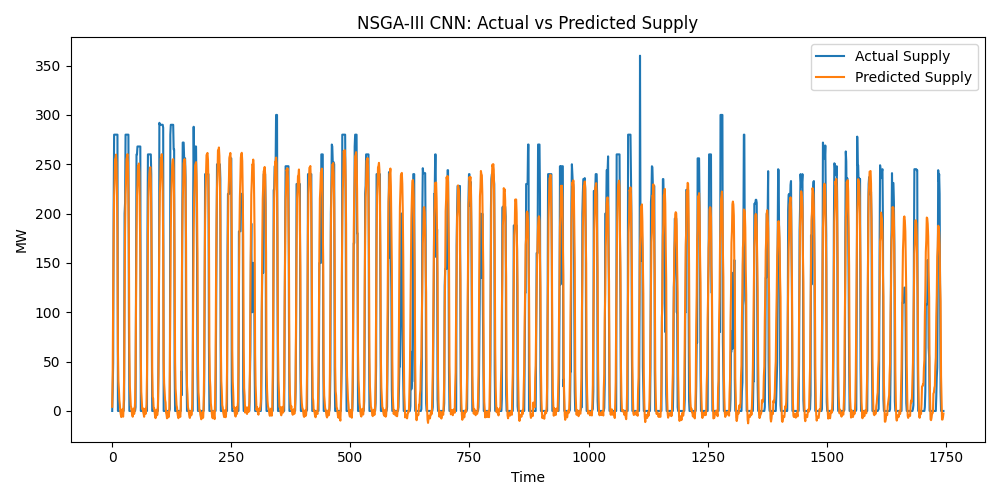 NSGA-III CNN: Actual vs Predicted Supply
Actual Supply
Predicted Supply
350
300
250
200
150
100
50
0
MW
0 250 500 750 1000 1250 1500 1750
Time